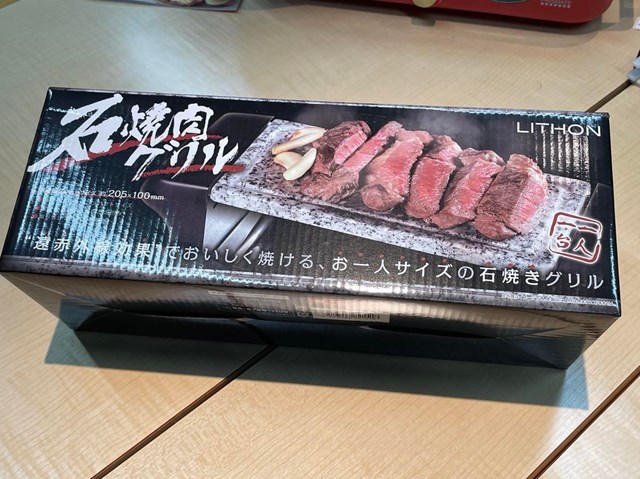 石焼肉
グリル
LITHON
205×100mm
"遠赤外線効果"でおいしく焼ける、お一人サイズの石焼きグリル
一人